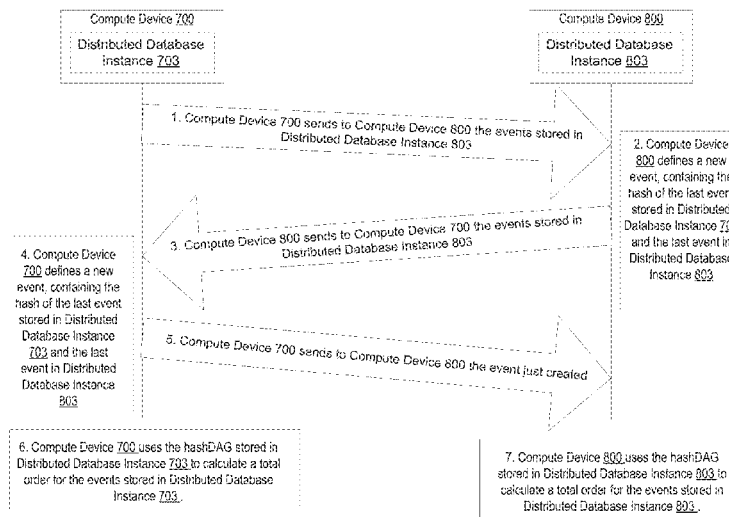 Compute Device 700
Distributed Database
Instance 703
Compute Device 800
Distributed Database
Instance 803
1. Compute Device 700 sends to Compute Device 800 the events stored in
Distributed Database Instance 803
2. Compute Device
800 defines a new
event, containing the
hash of the last event
stored in Distributed
Database Instance
and the last event in
Distributed Database
Instance 803
3. Compute Device 800 sends to Compute Device 700 the events stored in
Distributed Database Instance 803
4. Compute Device
700 defines a new
event, containing the
hash of the last event
stored in Distributed
Database Instance
703 and the last
event in Distributed
Database Instance
803
5. Compute Device 700 sends to Compute Device 800 the event just created
6. Compute Device 700 uses the hashDAG stored in
Distributed Database Instance 703 to calculate a total
order for the events stored in Distributed Database
Instance 703.
7. Compute Device 800 uses the hashDAG
stored in Distributed Database Instance 803 to
calculate a total order for the events stored in
Distributed Database Instance 803.